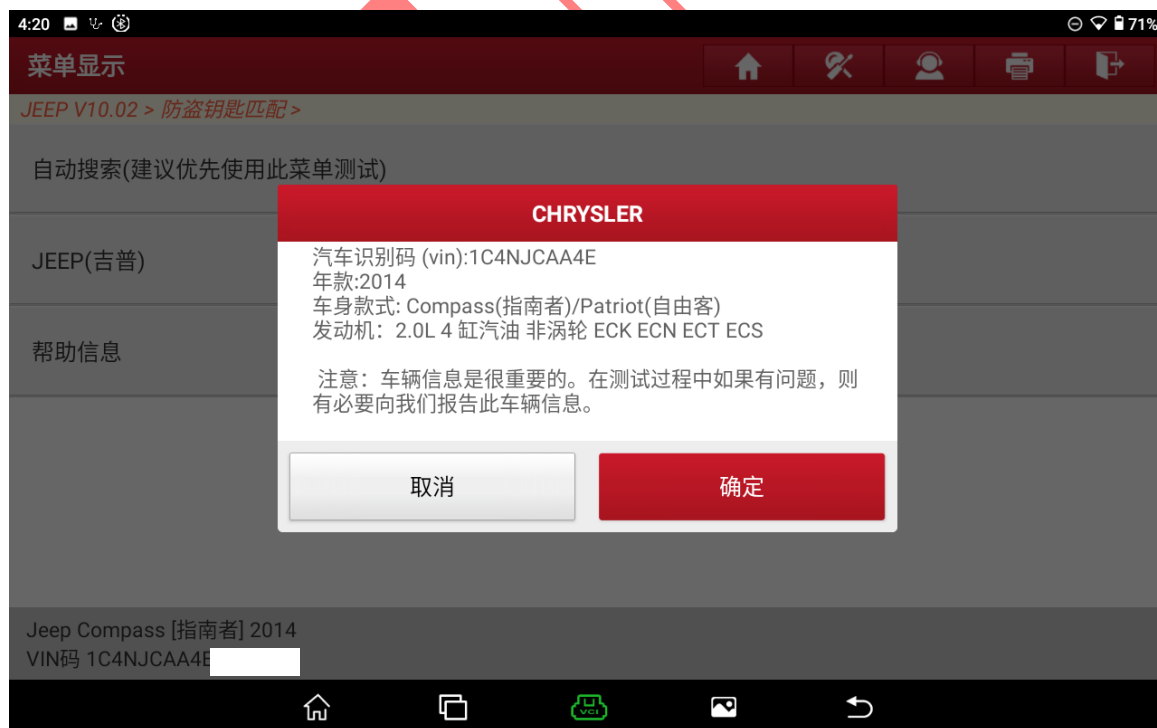 4:20
71%
菜单显示
JEEP V10.02 > 防盗钥匙匹配 >
自动搜索(建议优先使用此菜单测试)
JEEP(吉普)
帮助信息
CHRYSLER
汽车识别码 (vin):1C4NJCAA4E
年款:2014
车身款式: Compass(指南者)/Patriot(自由客)
发动机：2.0L 4 缸汽油 非涡轮 ECK ECN ECT ECS
注意：车辆信息是很重要的。在测试过程中如果有问题，则
有必要向我们报告此车辆信息。
取消
确定
Jeep Compass [指南者] 2014
VIN码 1C4NJCAA4E
VCI